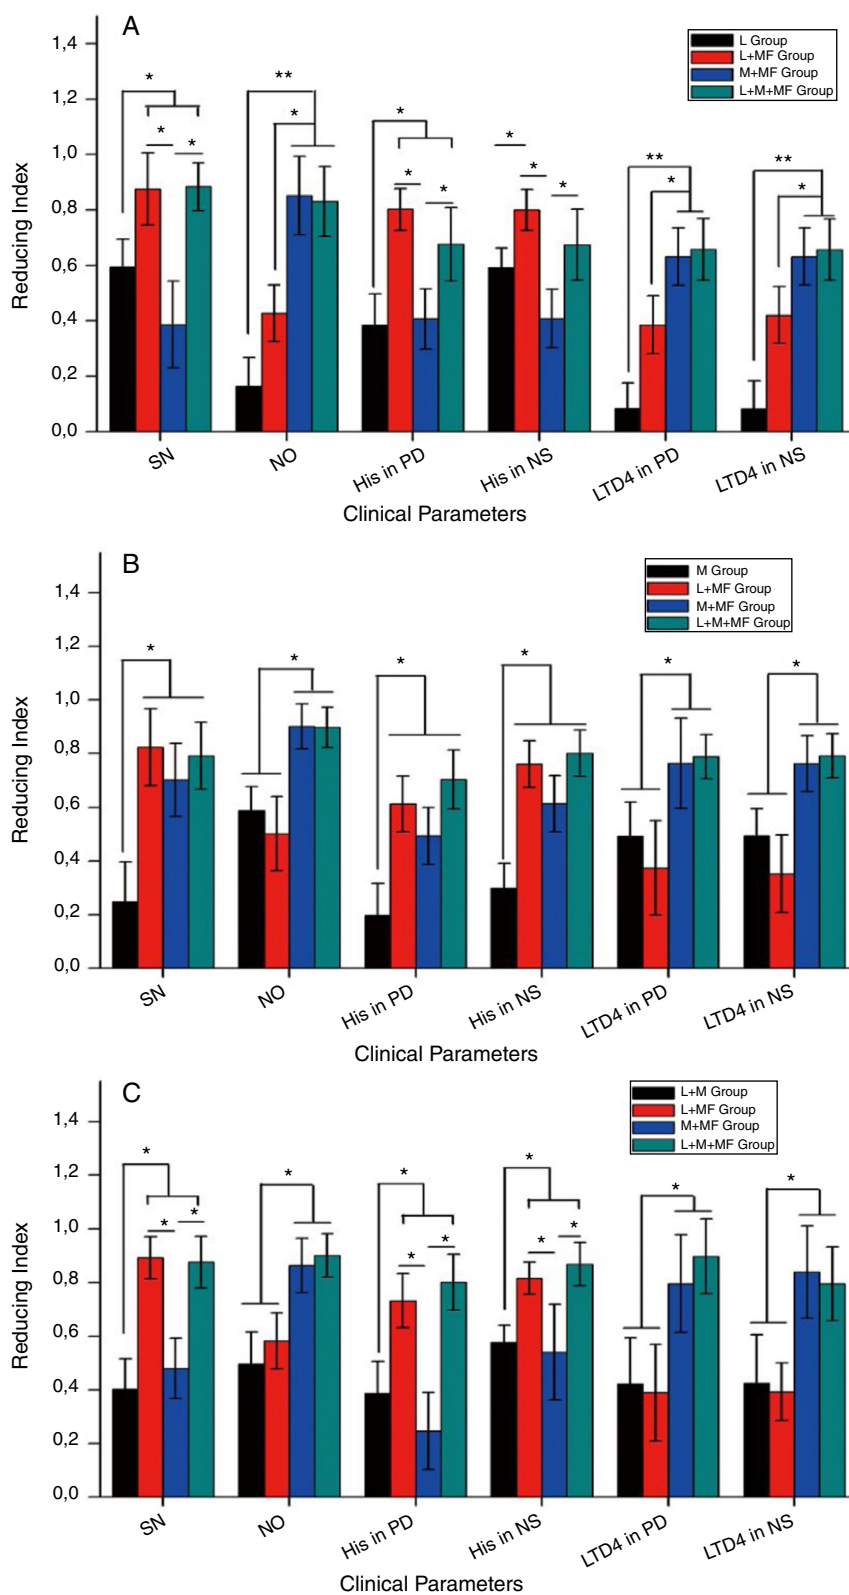 A
L Group
L+MF Group
M+MF Group
L+M+MF Group
Reducing Index
1,4
1,2
1,0
0,8
0,6
0,4
0,2
0,0
* * * ** * * * * * * * ** * ** *
SN NO His in PD His in NS LTD4 in PD LTD4 in NS
Clinical Parameters
B
M Group
L+MF Group
M+MF Group
L+M+MF Group
Reducing Index
1,4
1,2
1,0
0,8
0,6
0,4
0,2
0,0
* * * * * *
SN NO His in PD His in NS LTD4 in PD LTD4 in NS
Clinical Parameters
C
L+M Group
L+MF Group
M+MF Group
L+M+MF Group
Reducing Index
1,4
1,2
1,0
0,8
0,6
0,4
0,2
0,0
* * * * * * * * * * * *
SN NO His in PD His in NS LTD4 in PD LTD4 in NS
Clinical Parameters